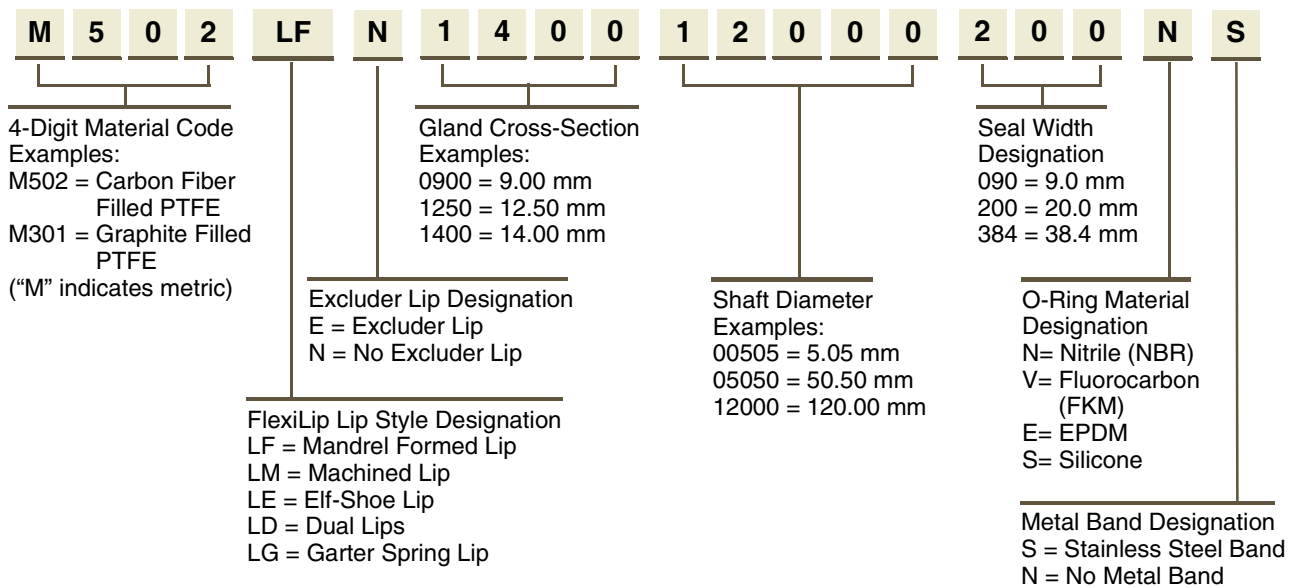 M 5 0 2 LF N 1 4 0 0 1 2 0 0 0 2 0 0 N S
4-Digit Material Code
Examples:
M502 = Carbon Fiber
Filled PTFE
M301 = Graphite Filled
PTFE
(“M” indicates metric)
Gland Cross-Section
Examples:
0900 = 9.00 mm
1250 = 12.50 mm
1400 = 14.00 mm
Seal Width
Designation
090 = 9.0 mm
200 = 20.0 mm
384 = 38.4 mm
Excluder Lip Designation
E = Excluder Lip
N = No Excluder Lip
Shaft Diameter
Examples:
00505 = 5.05 mm
05050 = 50.50 mm
12000 = 120.00 mm
O-Ring Material
Designation
N= Nitrile (NBR)
V= Fluorocarbon
(FKM)
E= EPDM
S= Silicone
FlexiLip Lip Style Designation
LF = Mandrel Formed Lip
LM = Machined Lip
LE = Elf-Shoe Lip
LD = Dual Lips
LG = Garter Spring Lip
Metal Band Designation
S = Stainless Steel Band
N = No Metal Band